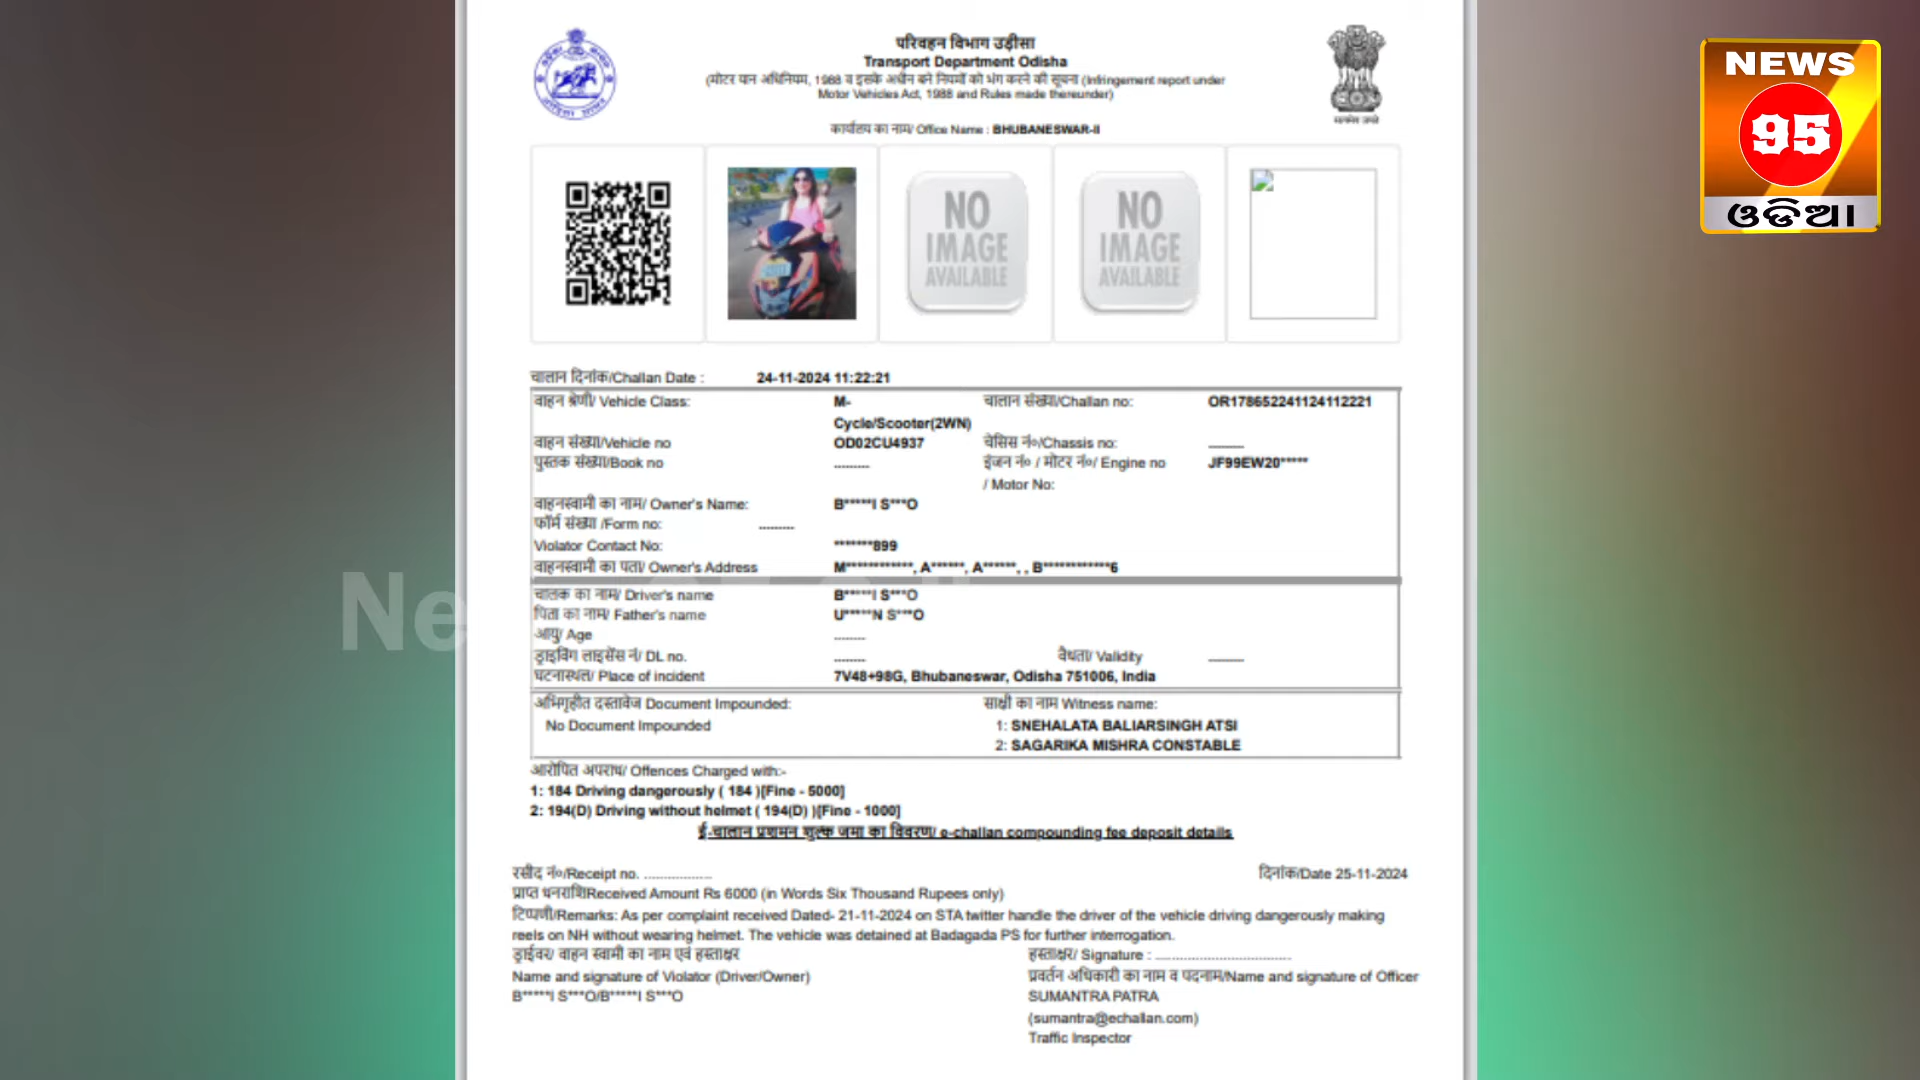 परिवहन विभाग उड़ीसा
Transport Department Odisha
(मोटर यान अधिनियम, 1988 व इसके अधीन बने नियमों को भंग करने की सूचना (Infringement report under
Motor Vehicles Act, 1988 and Rules made thereunder)
कार्यालय का नाम/ Office Name : BHUBANESWAR-II
NEWS
95
ଓଡିଆ
NO IMAGE AVAILABLE
NO IMAGE AVAILABLE
चालान दिनांक/Challan Date : 24-11-2024 11:22:21
वाहन श्रेणी/ Vehicle Class: M-Cycle/Scooter(2WN) चालान संख्या/Challan no: OR178652241124112221
वाहन संख्या/Vehicle no OD02CU4937 चेसिस नं०/Chassis no: ........
पुस्तक संख्या/Book no ......... इंजन नं० / मोटर नं०/ Engine no / Motor No: JF99EW20*****
वाहनस्वामी का नाम/ Owner's Name: B*****I S***O
फॉर्म संख्या /Form no: .........
Violator Contact No: *******899
वाहनस्वामी का पता/ Owner's Address M************, A******, A******, , B************6
चालक का नाम/ Driver's name B*****I S***O
पिता का नाम/ Father's name U*****N S***O
आयु/ Age ........
ड्राइविंग लाइसेंस नं/ DL no. ........ वैधता/ Validity .........
घटनास्थल/ Place of incident 7V48+98G, Bhubaneswar, Odisha 751006, India
अभिगृहीत दस्तावेज Document Impounded: साक्षी का नाम Witness name:
No Document Impounded 1: SNEHALATA BALIARSINGH ATSI
2: SAGARIKA MISHRA CONSTABLE
आरोपित अपराध/ Offences Charged with:-
1: 184 Driving dangerously ( 184 )[Fine - 5000]
2: 194(D) Driving without helmet ( 194(D) )[Fine - 1000]
ई-चालान प्रशमन शुल्क जमा का विवरण/ e-challan compounding fee deposit details
रसीद नं०/Receipt no. ................. दिनांक/Date 25-11-2024
प्राप्त धनराशि/Received Amount Rs 6000 (in Words Six Thousand Rupees only)
टिप्पणी/Remarks: As per complaint received Dated- 21-11-2024 on STA twitter handle the driver of the vehicle driving dangerously making
reels on NH without wearing helmet. The vehicle was detained at Badagada PS for further interrogation.
ड्राईवर/ वाहन स्वामी का नाम एवं हस्ताक्षर हस्ताक्षर/ Signature : ..................................
Name and signature of Violator (Driver/Owner) प्रवर्तन अधिकारी का नाम व पदनाम/Name and signature of Officer
B*****I S***O/B*****I S***O SUMANTRA PATRA
(sumantra@echallan.com)
Traffic Inspector